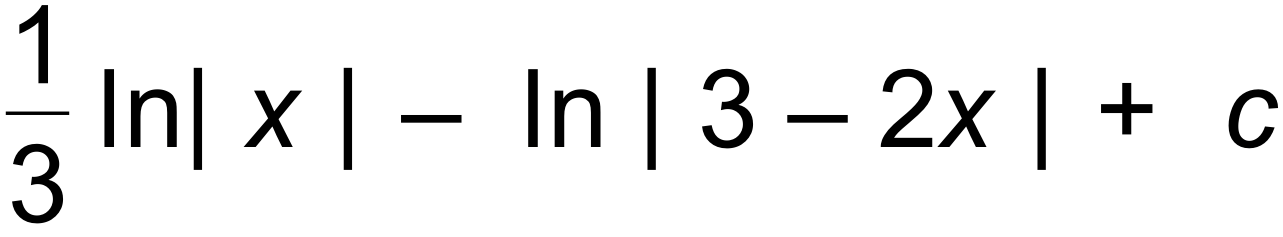 1/3 ln| x | – ln | 3 – 2x | + c